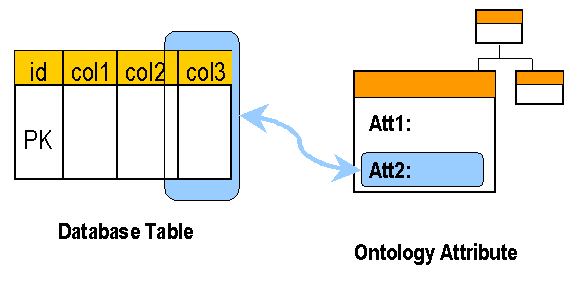 id col1 col2 col3
PK
Att1:
Att2:
Database Table
Ontology Attribute